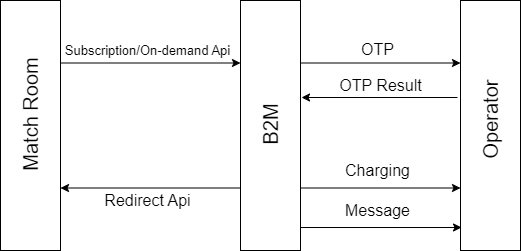 Match Room
Subscription/On-demand Api
Redirect Api
B2M
OTP
OTP Result
Charging
Message
Operator